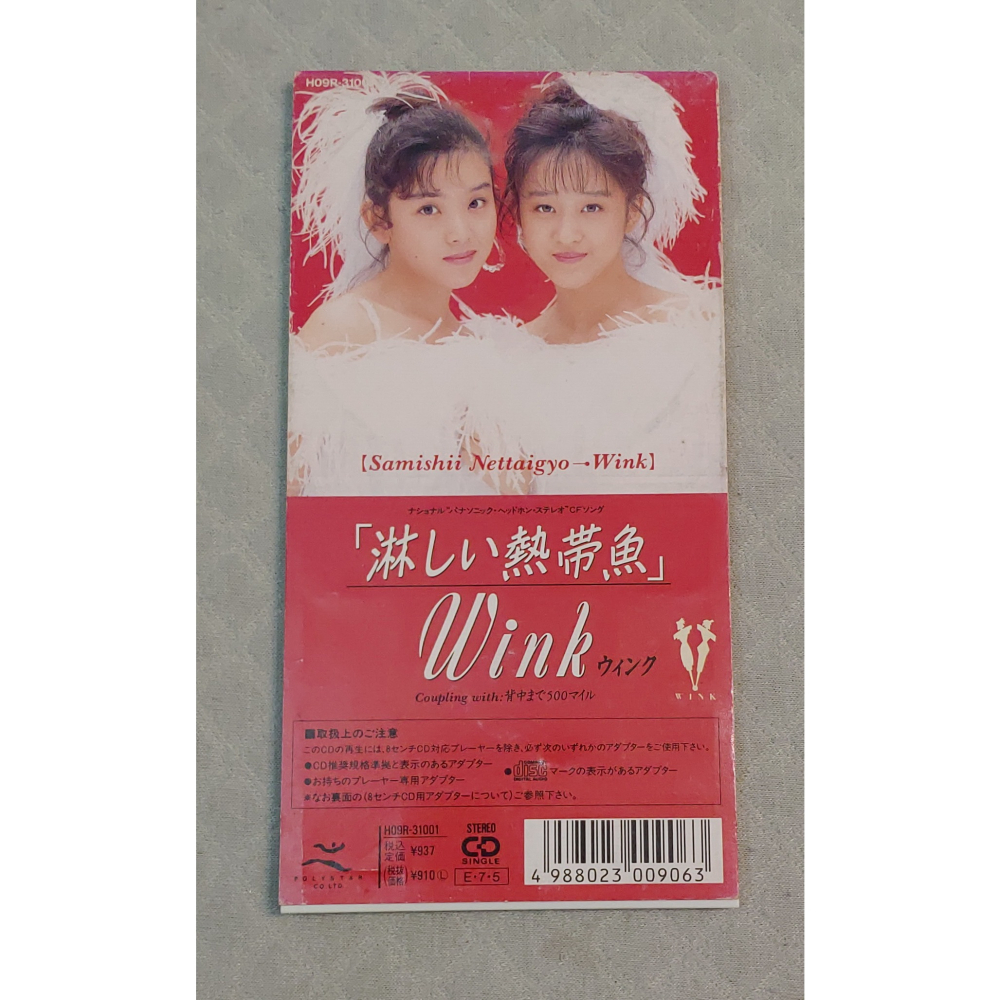 H09R-3100
【Samishii Nettaigyo→Wink】
ナショナル"パナソニック・ヘッドホン・ステレオ"CFソング
「淋しい熱帯魚」
Wink ウィンク
WINK
Coupling with:背中まで500マイル
■取扱上のご注意
このCDの再生には、8センチCD対応プレーヤーを除き、必ず次のいずれかのアダプターをご使用下さい。
●CD推奨規格準拠と表示のあるアダプター
●COMPACT disc DIGITAL AUDIO マークの表示があるアダプター
●お持ちのプレーヤー専用アダプター
※なお裏面の(8センチCD用アダプターについて)ご参照下さい。
POLYSTAR
CO.LTD.
H09R-31001
税込定価 ¥937
(税抜価格) ¥910 Ⓛ
STEREO
CD
SINGLE
E・7・5
4 988023 009063